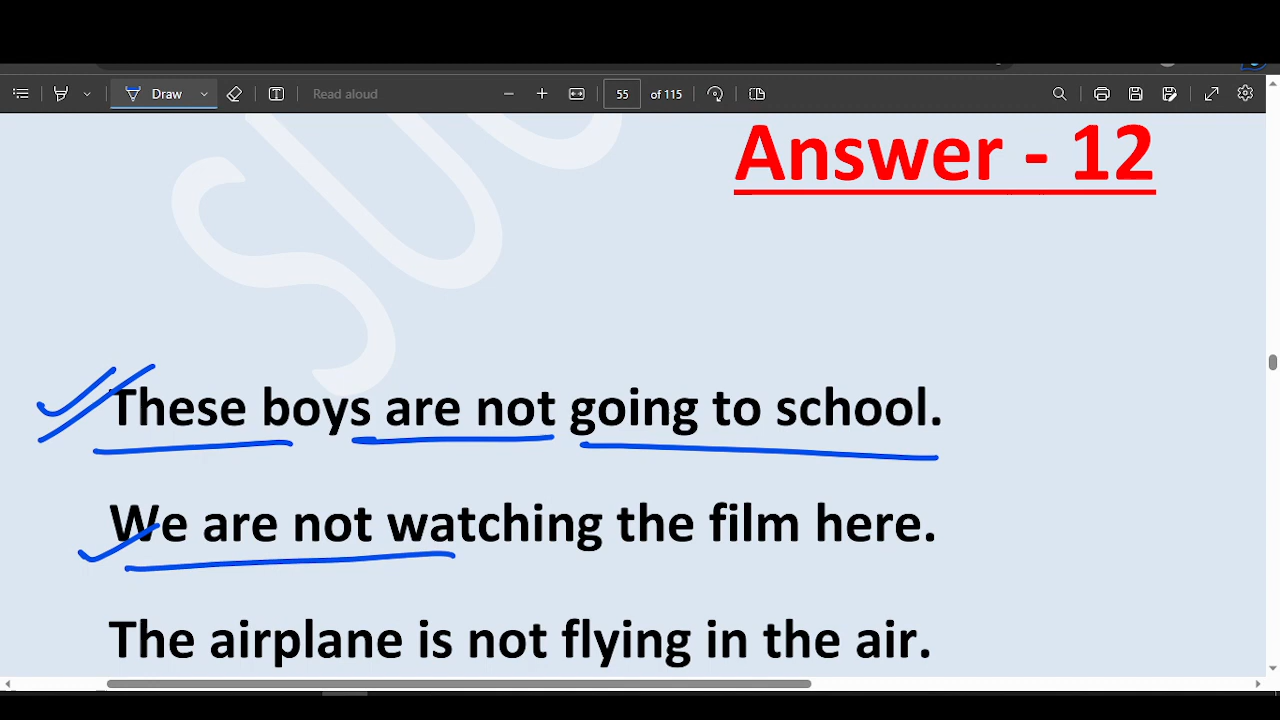 Draw
Read aloud
55 of 115
Answer - 12
These boys are not going to school.
We are not watching the film here.
The airplane is not flying in the air.